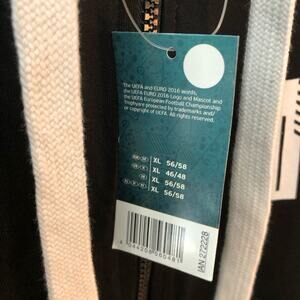 The UEFA and EURO 2016 words,
the UEFA EURO 2016 Logo and Mascot and
the UEFA European Football Championship
Trophy are protected by trademarks and/
or copyright of UEFA. All rights reserved.
XL 56/58
XL 46/48
XL 56/58
XL 56/58
IAN 272228